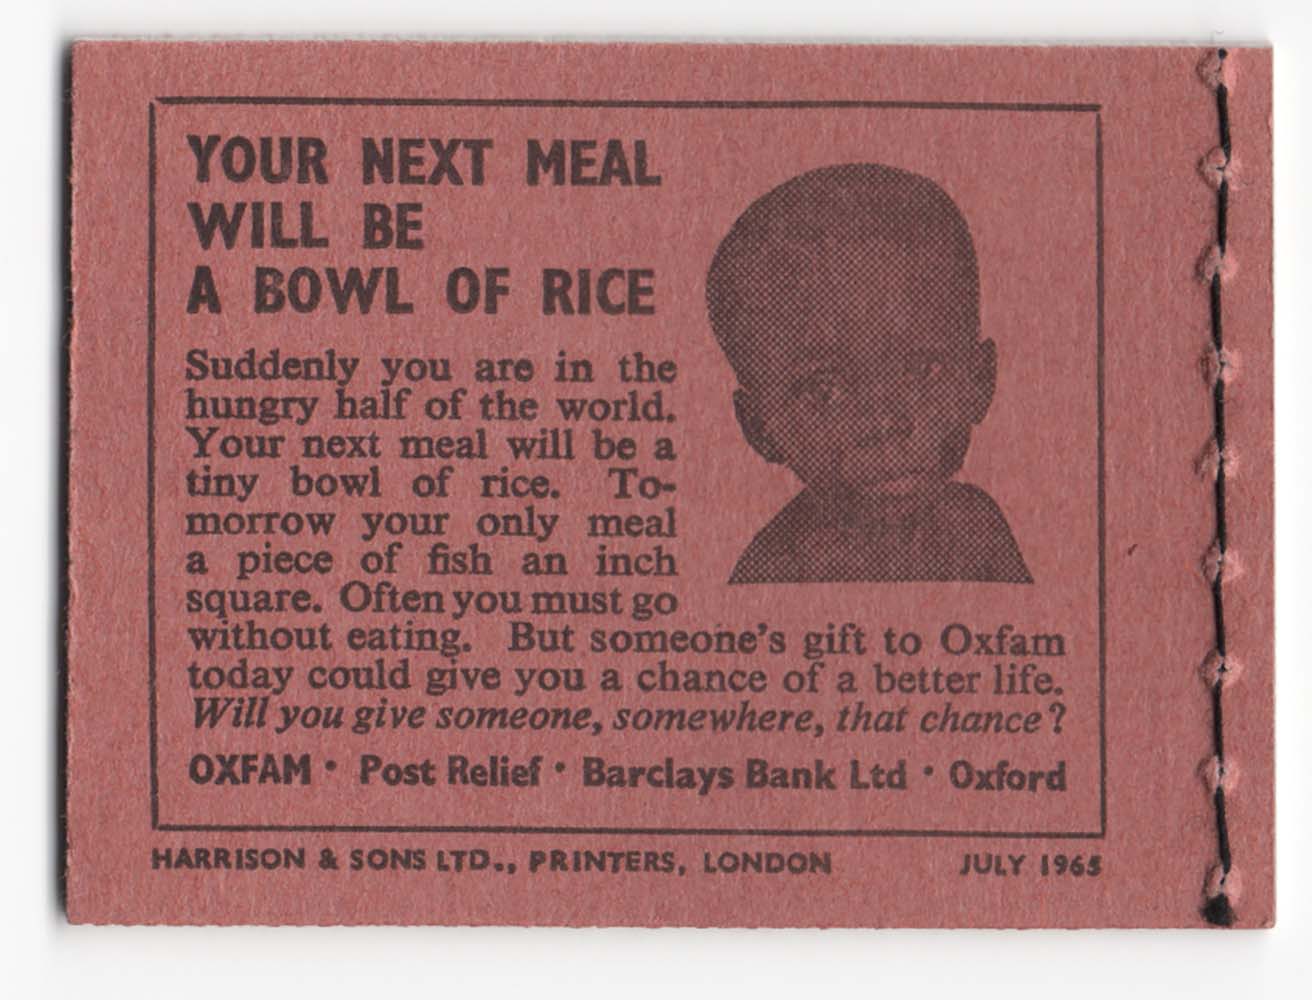 YOUR NEXT MEAL
WILL BE
A BOWL OF RICE
Suddenly you are in the
hungry half of the world.
Your next meal will be a
tiny bowl of rice. To-
morrow your only meal
a piece of fish an inch
square. Often you must go
without eating. But someone's gift to Oxfam
today could give you a chance of a better life.
Will you give someone, somewhere, that chance?
OXFAM • Post Relief • Barclays Bank Ltd • Oxford
HARRISON & SONS LTD., PRINTERS, LONDON JULY 1965